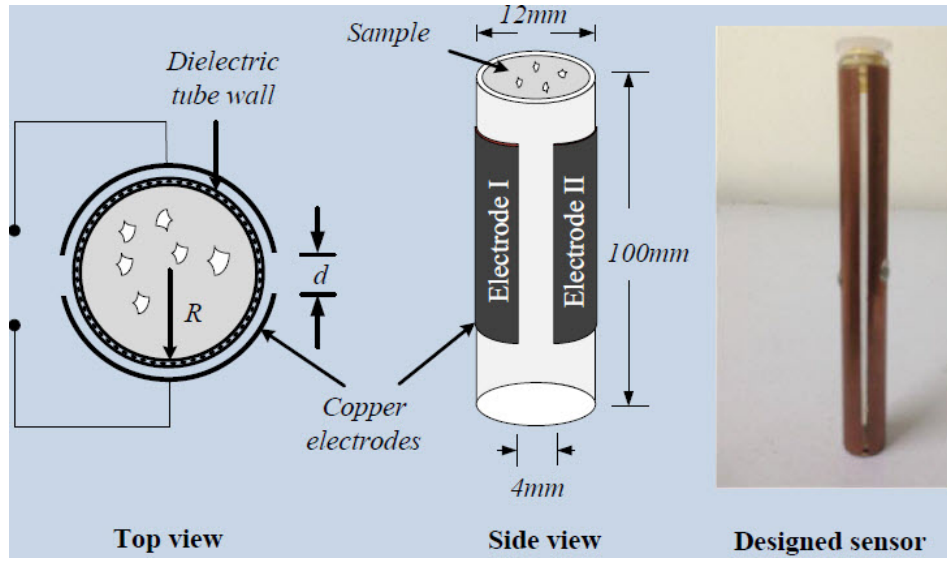 Sample
12mm
Dielectric
tube wall
d
R
Electrode I
Electrode II
100mm
Copper
electrodes
4mm
Top view
Side view
Designed sensor